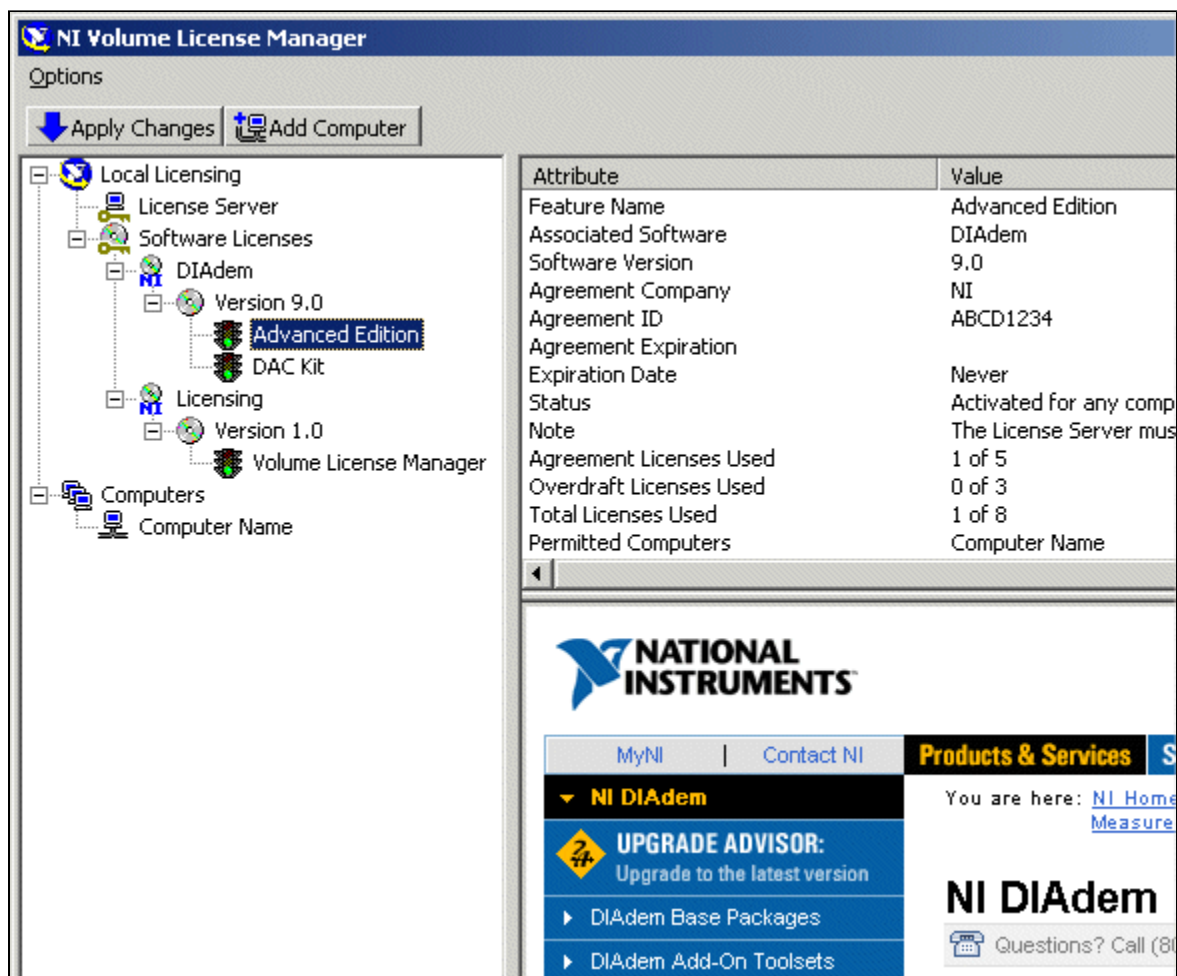 NI Volume License Manager
Options
Apply Changes Add Computer
Local Licensing
License Server
Software Licenses
NI DIAdem
Version 9.0
Advanced Edition
DAC Kit
NI Licensing
Version 1.0
Volume License Manager
Computers
Computer Name
Attribute Value
Feature Name Advanced Edition
Associated Software DIAdem
Software Version 9.0
Agreement Company NI
Agreement ID ABCD1234
Agreement Expiration
Expiration Date Never
Status Activated for any comp
Note The License Server mus
Agreement Licenses Used 1 of 5
Overdraft Licenses Used 0 of 3
Total Licenses Used 1 of 8
Permitted Computers Computer Name
NATIONAL
INSTRUMENTS
MyNI | Contact NI Products & Services S
NI DIAdem
UPGRADE ADVISOR:
Upgrade to the latest version
DIAdem Base Packages
DIAdem Add-On Toolsets
You are here: NI Home
Measure
NI DIAdem
Questions? Call (80